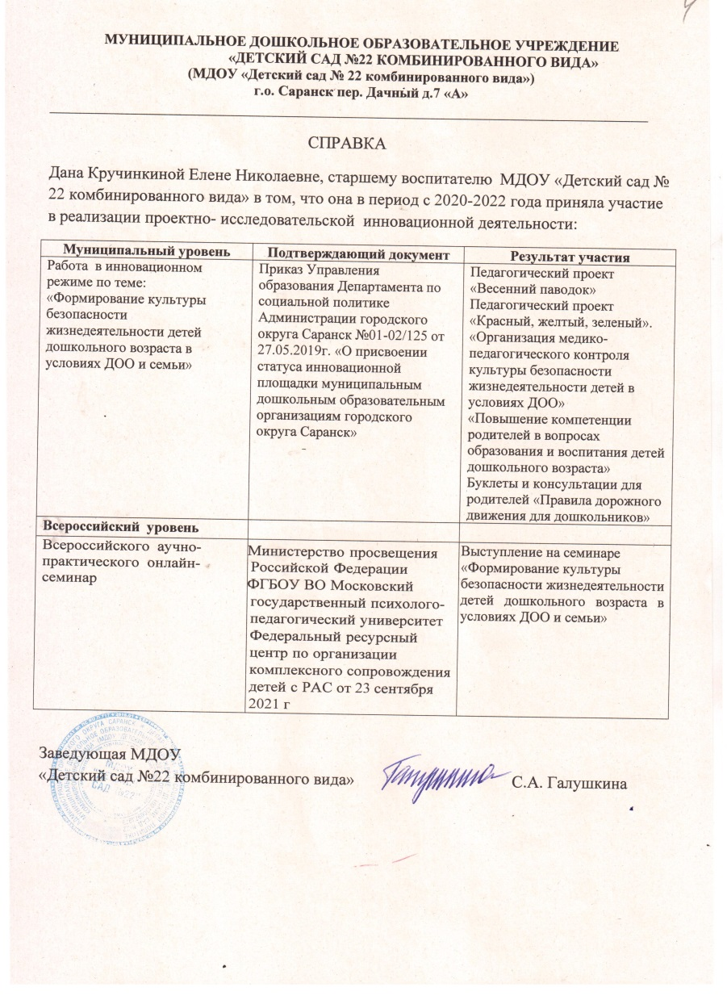 МУНИЦИПАЛЬНОЕ ДОШКОЛЬНОЕ ОБРАЗОВАТЕЛЬНОЕ УЧРЕЖДЕНИЕ
«ДЕТСКИЙ САД №22 КОМБИНИРОВАННОГО ВИДА»
(МДОУ «Детский сад № 22 комбинированного вида»)
г.о. Саранск пер. Дачный д.7 «А»
СПРАВКА
Дана Кручинкиной Елене Николаевне, старшему воспитателю МДОУ «Детский сад №
22 комбинированного вида» в том, что она в период с 2020-2022 года приняла участие
в реализации проектно- исследовательской инновационной деятельности:
Муниципальный уровень
Подтверждающий документ
Результат участия
Работа в инновационном
режиме по теме:
«Формирование культуры
безопасности
жизнедеятельности детей
дошкольного возраста в
условиях ДОО и семьи»
Приказ Управления
образования Департамента по
социальной политике
Администрации городского
округа Саранск №01-02/125 от
27.05.2019г. «О присвоении
статуса инновационной
площадки муниципальным
дошкольным образовательным
организациям городского
округа Саранск»
Педагогический проект
«Весенний паводок»
Педагогический проект
«Красный, желтый, зеленый».
«Организация медико-
педагогического контроля
культуры безопасности
жизнедеятельности детей в
условиях ДОО»
«Повышение компетенции
родителей в вопросах
образования и воспитания детей
дошкольного возраста»
Буклеты и консультации для
родителей «Правила дорожного
движения для дошкольников»
Всероссийский уровень
Всероссийского аучно-
практического онлайн-
семинар
Министерство просвещения
Российской Федерации
ФГБОУ ВО Московский
государственный психолого-
педагогический университет
Федеральный ресурсный
центр по организации
комплексного сопровождения
детей с РАС от 23 сентября
2021 г
Выступление на семинаре
«Формирование культуры
безопасности жизнедеятельности
детей дошкольного возраста в
условиях ДОО и семьи»
Заведующая МДОУ
«Детский сад №22 комбинированного вида»
С.А. Галушкина